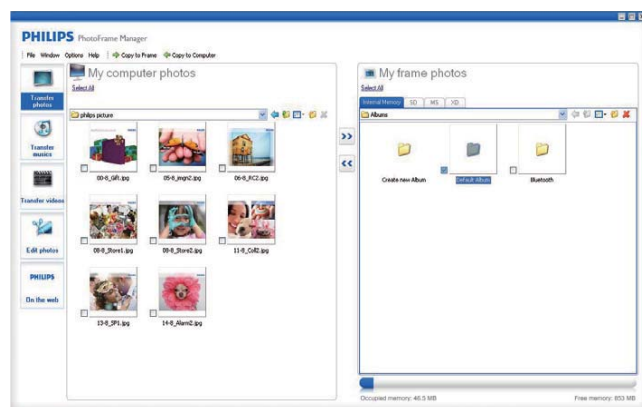 PHILIPS PhotoFrame Manager
File Window Options Help Copy to Frame Copy to Computer
Transfer photos
Transfer musics
Transfer videos
Edit photos
PHILIPS
On the web
My computer photos
Select All
philips picture
00-8_Gift.jpg 05-8_imgn2.jpg 06-8_RC2.jpg
08-8_Store1.jpg 08-8_Store2.jpg 11-8_Coll2.jpg
13-8_SP1.jpg 14-8_Alarm2.jpg
My frame photos
Select All
Internal Memory SD MS XD
Albums
Create new Album Default Album Bluetooth
Occupied memory: 46.5 MB Free memory: 853 MB